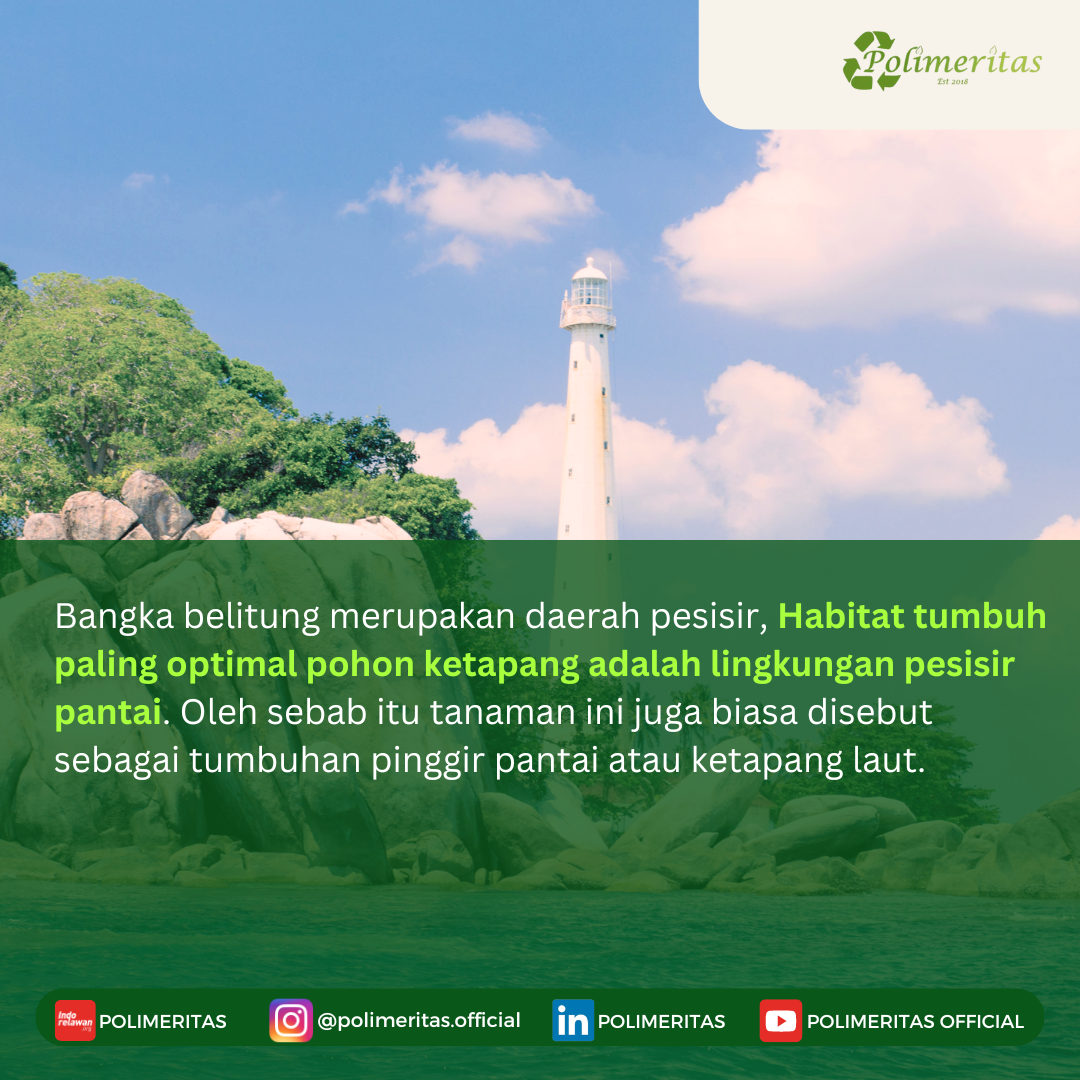 Polimeritas
Est 2018
Bangka belitung merupakan daerah pesisir, Habitat tumbuh
paling optimal pohon ketapang adalah lingkungan pesisir
pantai. Oleh sebab itu tanaman ini juga biasa disebut
sebagai tumbuhan pinggir pantai atau ketapang laut.
Indo relawan .org POLIMERITAS @polimeritas.official in POLIMERITAS POLIMERITAS OFFICIAL